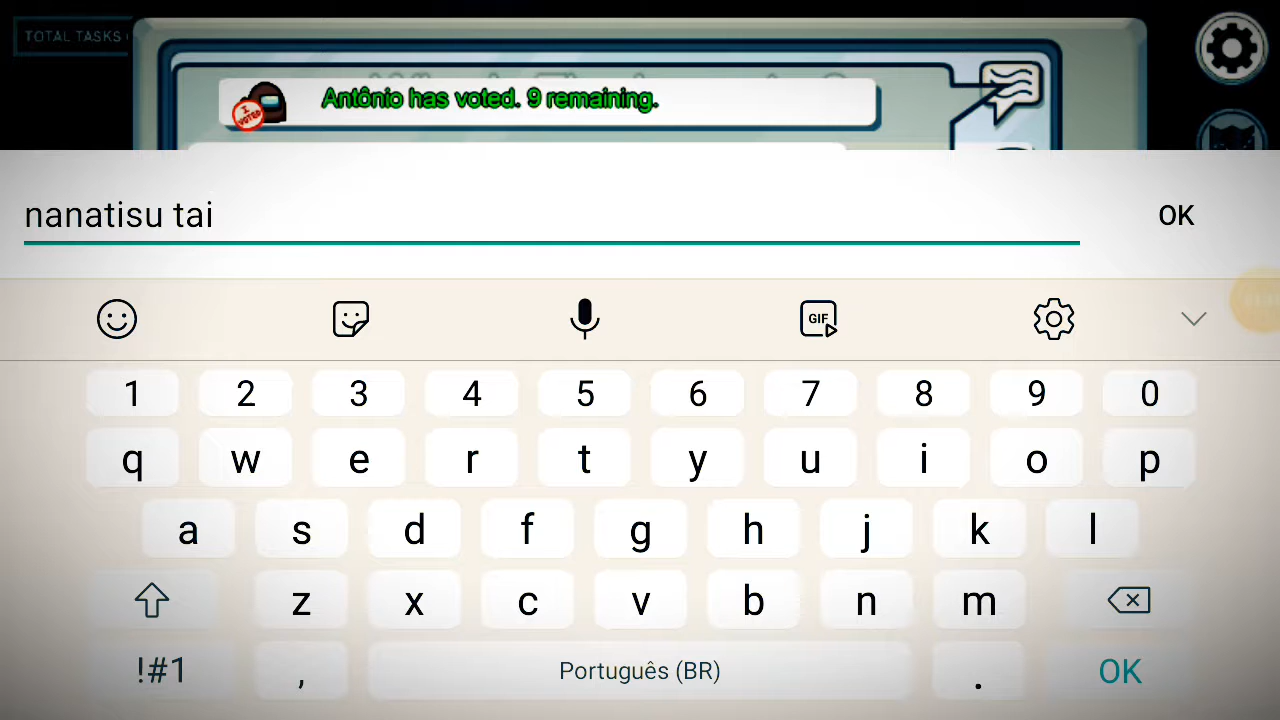 TOTAL TASKS
I VOTED
Antônio has voted. 9 remaining.
nanatisu tai
OK
GIF
1 2 3 4 5 6 7 8 9 0
q w e r t y u i o p
a s d f g h j k l
z x c v b n m
!#1 , Português (BR) . OK